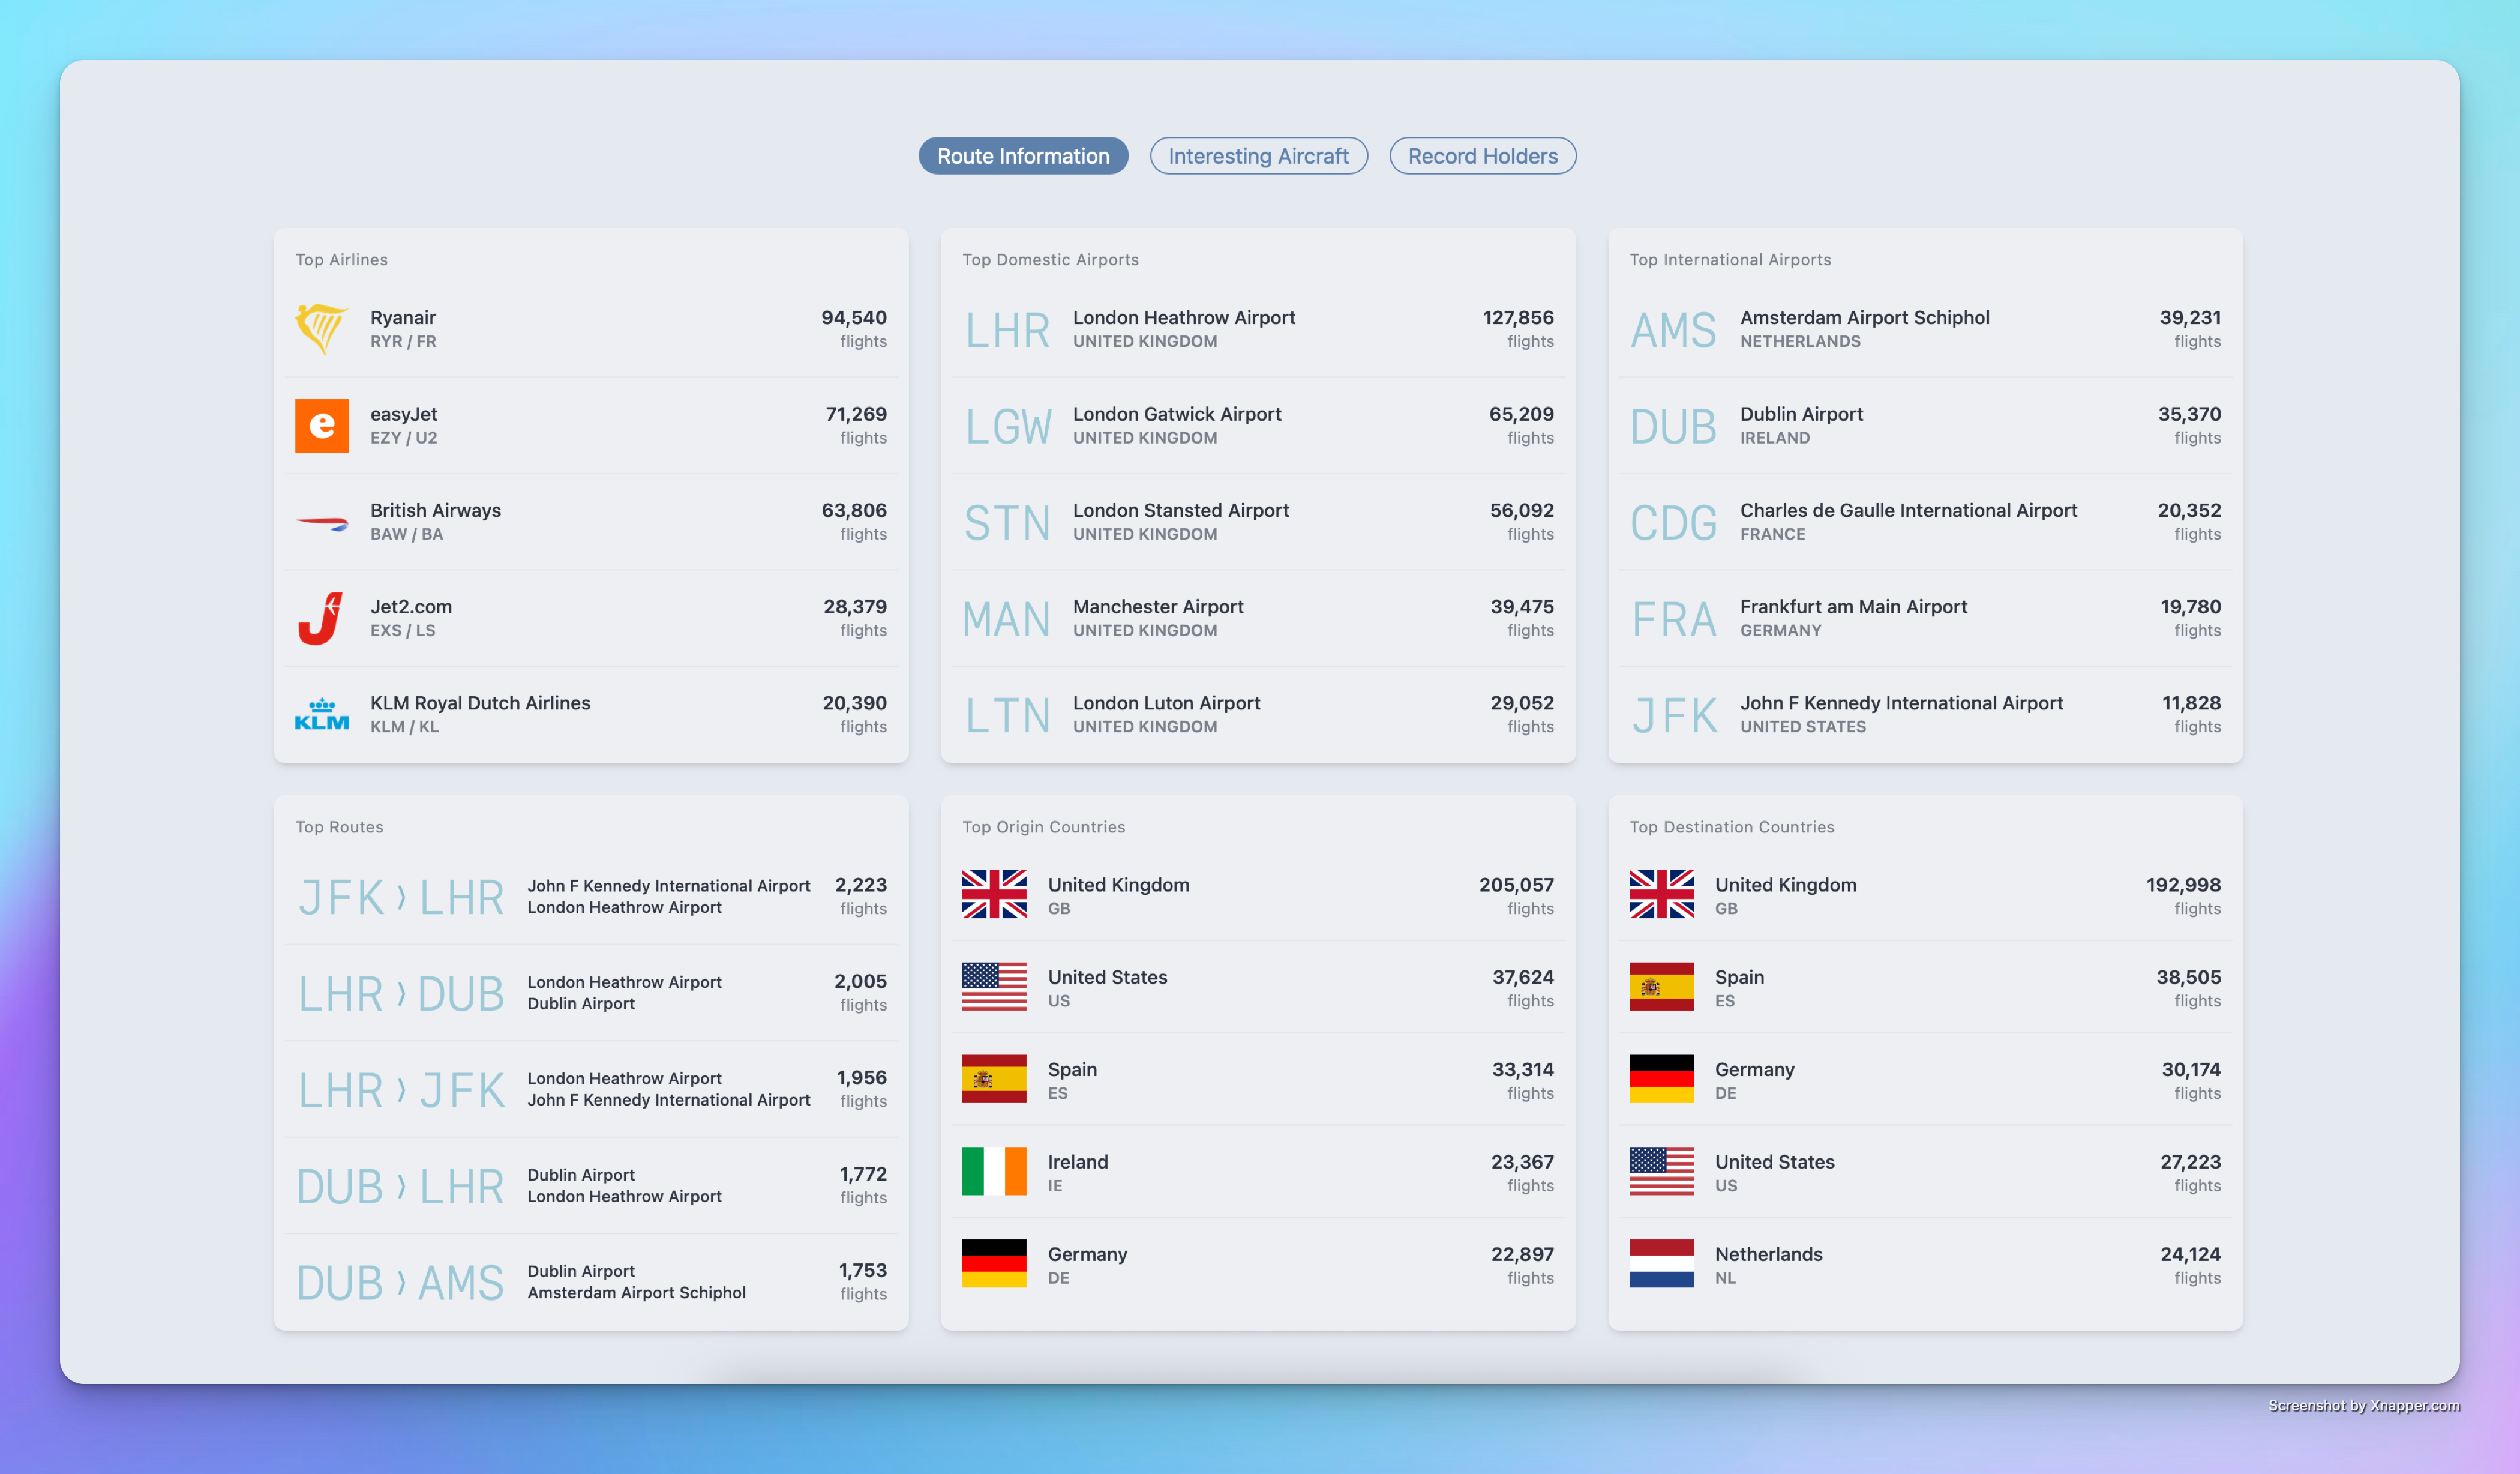 Route Information
Interesting Aircraft
Record Holders
Top Airlines
Ryanair
94,540
RYR / FR
flights
e
easyJet
71,269
EZY / U2
flights
British Airways
63,806
BAW / BA
flights
Jet2.com
28,379
EXS / LS
flights
KLM
KLM Royal Dutch Airlines
20,390
KLM / KL
flights
Top Domestic Airports
LHR
London Heathrow Airport
127,856
UNITED KINGDOM
flights
LGW
London Gatwick Airport
65,209
UNITED KINGDOM
flights
STN
London Stansted Airport
56,092
UNITED KINGDOM
flights
MAN
Manchester Airport
39,475
UNITED KINGDOM
flights
LTN
London Luton Airport
29,052
UNITED KINGDOM
flights
Top International Airports
AMS
Amsterdam Airport Schiphol
39,231
NETHERLANDS
flights
DUB
Dublin Airport
35,370
IRELAND
flights
CDG
Charles de Gaulle International Airport
20,352
FRANCE
flights
FRA
Frankfurt am Main Airport
19,780
GERMANY
flights
JFK
John F Kennedy International Airport
11,828
UNITED STATES
flights
Top Routes
JFK › LHR
John F Kennedy International Airport
2,223
London Heathrow Airport
flights
LHR › DUB
London Heathrow Airport
2,005
Dublin Airport
flights
LHR › JFK
London Heathrow Airport
1,956
John F Kennedy International Airport
flights
DUB › LHR
Dublin Airport
1,772
London Heathrow Airport
flights
DUB › AMS
Dublin Airport
1,753
Amsterdam Airport Schiphol
flights
Top Origin Countries
United Kingdom
205,057
GB
flights
United States
37,624
US
flights
Spain
33,314
ES
flights
Ireland
23,367
IE
flights
Germany
22,897
DE
flights
Top Destination Countries
United Kingdom
192,998
GB
flights
Spain
38,505
ES
flights
Germany
30,174
DE
flights
United States
27,223
US
flights
Netherlands
24,124
NL
flights
Screenshot by Xnapper.com